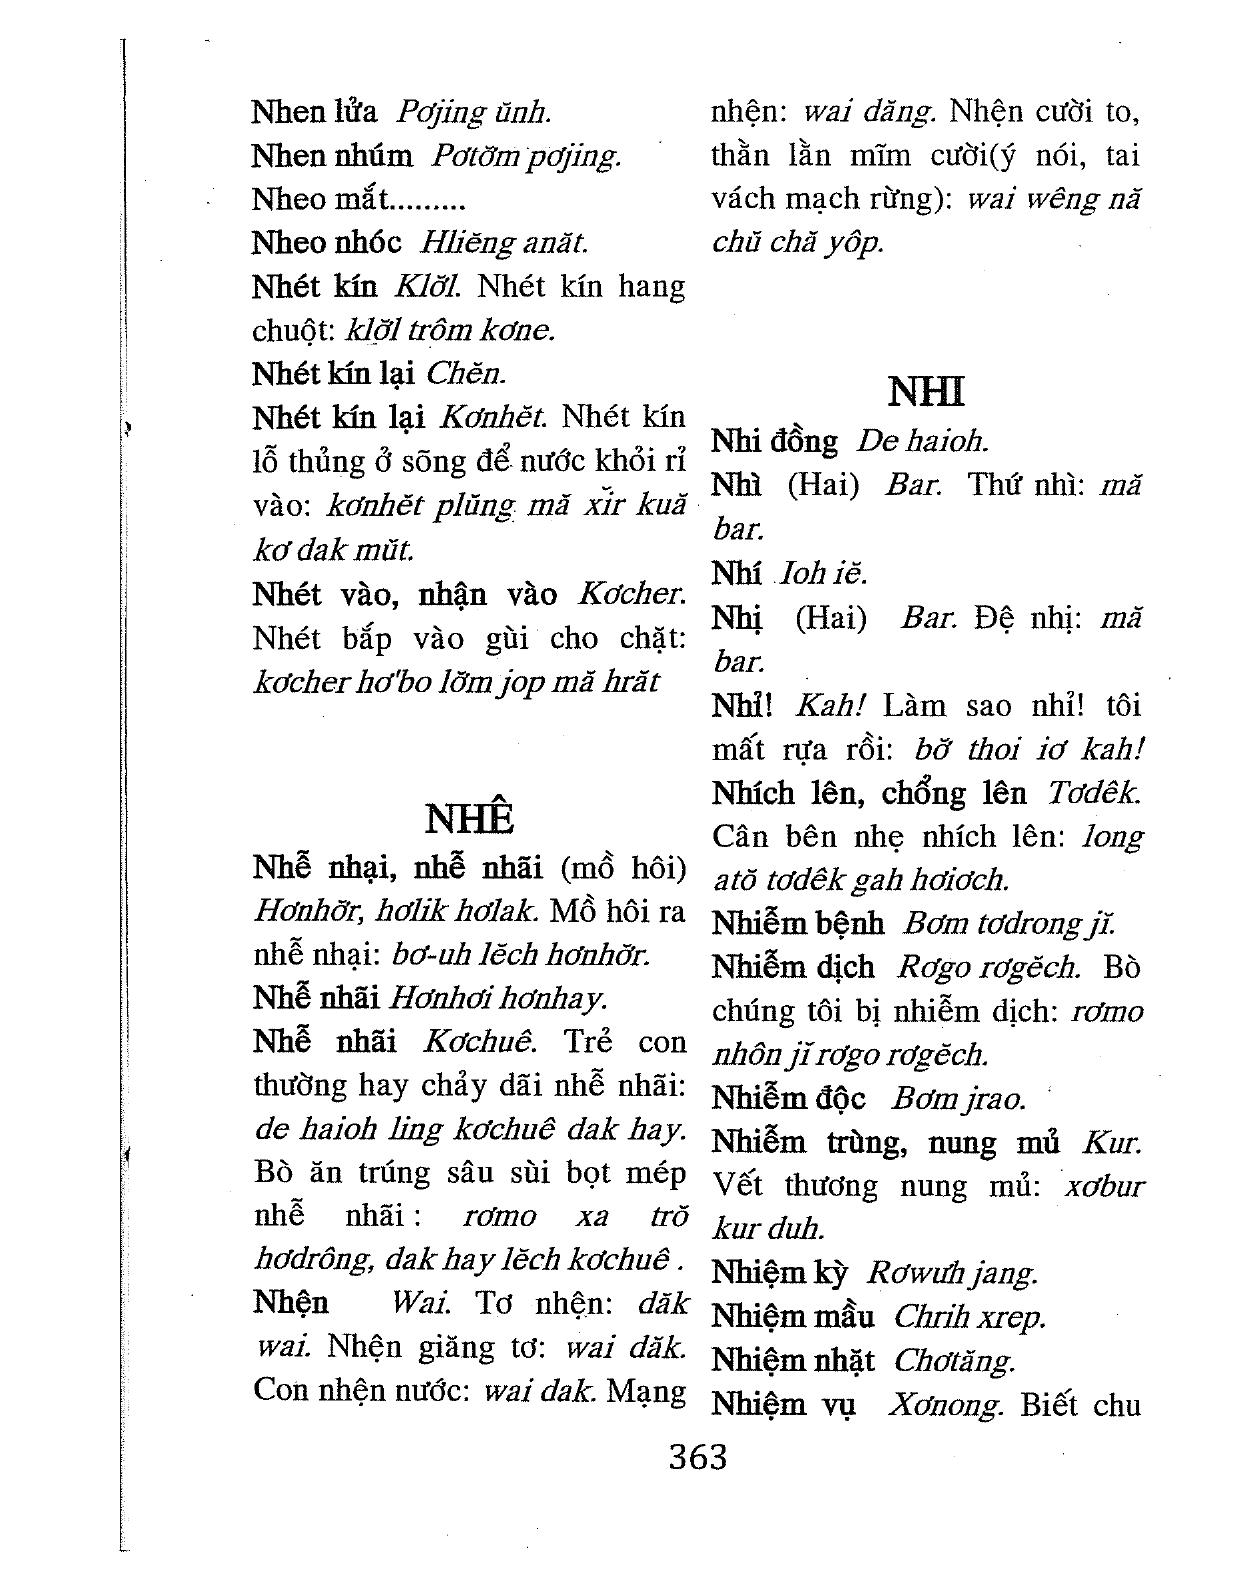 Nhen lửa Pơjing ŭnh.
Nhen nhúm Pơtơ̆m pơjing.
Nheo mắt.........
Nheo nhóc Hliĕng anăt.
Nhét kín Klơ̆l. Nhét kín hang
chuột: klơ̆l trôm kơne.
Nhét kín lại Chĕn.
Nhét kín lại Kơnhĕt. Nhét kín
lỗ thủng ở sõng để nước khỏi rỉ
vào: kơnhĕt plŭng mă xĭr kuă
kơ dak mŭt.
Nhét vào, nhận vào Kơcher.
Nhét bắp vào gùi cho chặt:
kơcher hơ'bo lơ̆m jop mă hrăt
NHÊ
Nhễ nhại, nhễ nhãi (mồ hôi)
Hơnhơ̆r, hơlik hơlak. Mồ hôi ra
nhễ nhại: bơ-uh lĕch hơnhơ̆r.
Nhễ nhãi Hơnhơi hơnhay.
Nhễ nhãi Kơchuê. Trẻ con
thường hay chảy dãi nhễ nhãi:
de haioh ling kơchuê dak hay.
Bò ăn trúng sâu sùi bọt mép
nhễ nhãi : rơmo xa trŏ
hơdrông, dak hay lĕch kơchuê .
Nhện Wai. Tơ nhện: dăk
wai. Nhện giăng tơ: wai dăk.
Con nhện nước: wai dak. Mạng
nhện: wai dăng. Nhện cười to,
thằn lằn mĩm cười(ý nói, tai
vách mạch rừng): wai wêng nă
chŭ chă yôp.
NHI
Nhi đồng De haioh.
Nhì (Hai) Bar. Thứ nhì: mă
bar.
Nhí Ioh iĕ.
Nhị (Hai) Bar. Đệ nhị: mă
bar.
Nhỉ! Kah! Làm sao nhỉ! tôi
mất rựa rồi: bơ̆ thoi iơ kah!
Nhích lên, chổng lên Tơdêk.
Cân bên nhẹ nhích lên: long
atŏ tơdêk gah hơiơch.
Nhiễm bệnh Bơm tơdrong jĭ.
Nhiễm dịch Rơgo rơgĕch. Bò
chúng tôi bị nhiễm dịch: rơmo
nhôn jĭ rơgo rơgĕch.
Nhiễm độc Bơm jrao.
Nhiễm trùng, nung mủ Kur.
Vết thương nung mủ: xơbur
kur duh.
Nhiệm kỳ Rơwưh jang.
Nhiệm mầu Chrih xrep.
Nhiệm nhặt Chơtăng.
Nhiệm vụ Xơnong. Biết chu
363